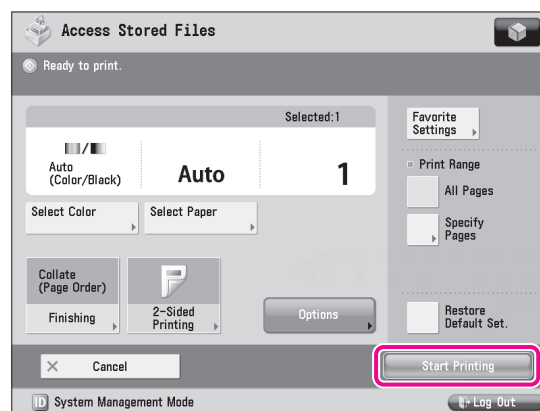 Access Stored Files
Ready to print.
Selected:1
Auto
(Color/Black)
Auto
1
Select Color
Select Paper
Collate
(Page Order)
Finishing
2-Sided
Printing
Options
Favorite
Settings
Print Range
All Pages
Specify
Pages
Restore
Default Set.
Cancel
Start Printing
ID System Management Mode
Log Out